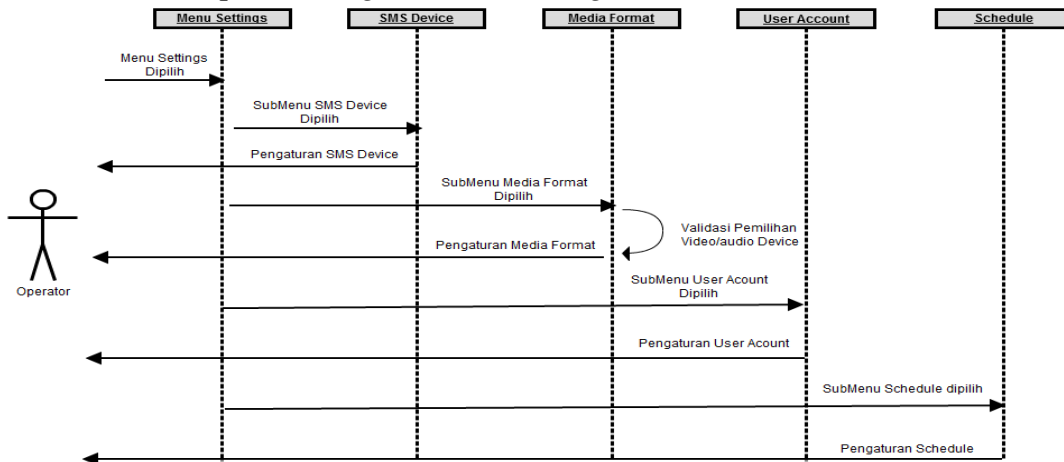 Menu Settings
SMS Device
Media Format
User Account
Schedule
Menu Settings
Dipilih
SubMenu SMS Device
Dipilih
Pengaturan SMS Device
SubMenu Media Format
Dipilih
Validasi Pemilihan
Video/audio Device
Pengaturan Media Format
SubMenu User Acount
Dipilih
Operator
Pengaturan User Acount
SubMenu Schedule dipilih
Pengaturan Schedule